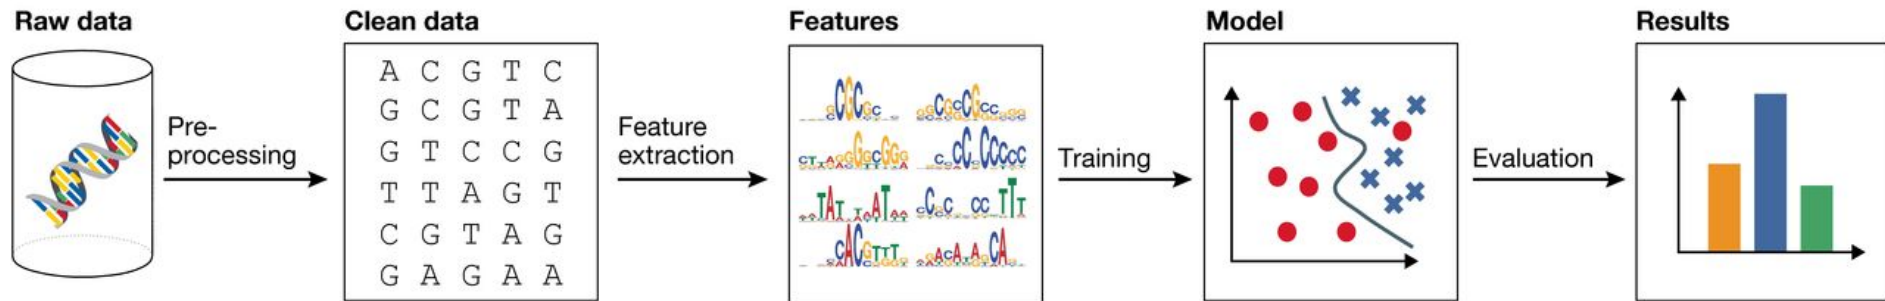 Raw data
Clean data
Features
Model
Results
Pre-
processing
A C G T C
G C G T A
G T C C G
T T A G T
C G T A G
G A G A A
Feature
extraction
Training
Evaluation